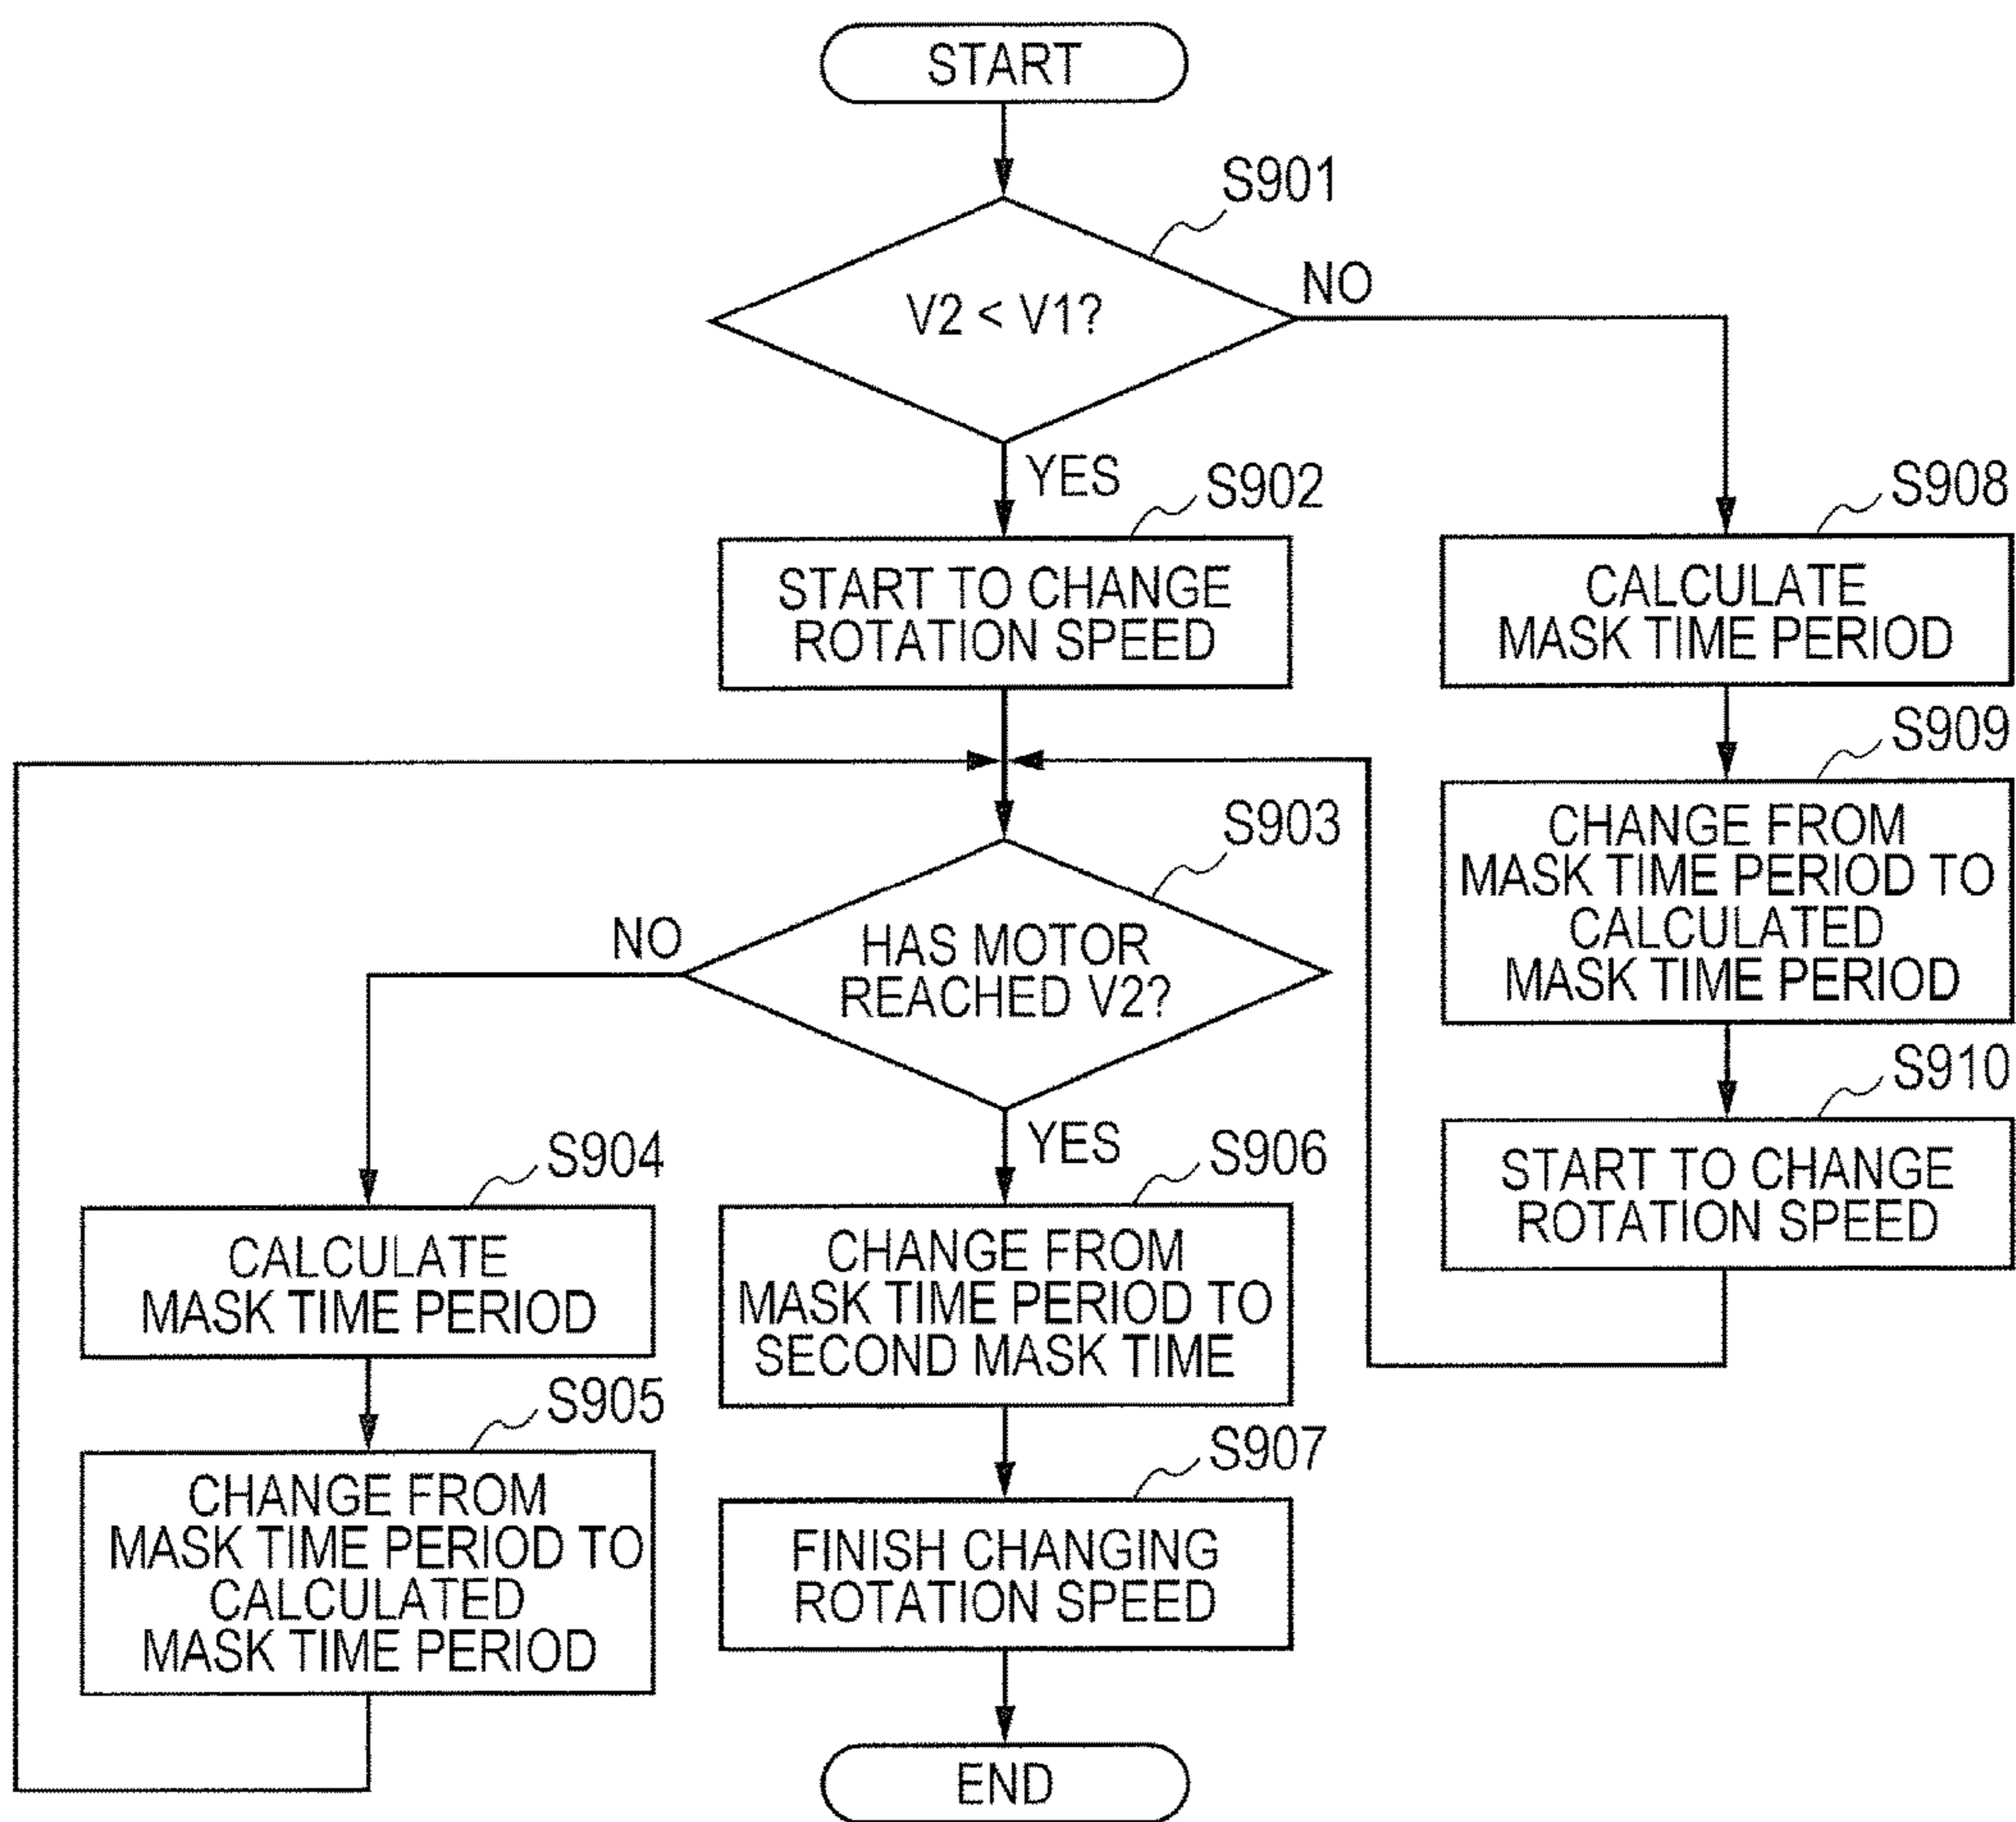 START
S901
V2 < V1?
NO
YES
S902
START TO CHANGE
ROTATION SPEED
S908
CALCULATE
MASK TIME PERIOD
S909
CHANGE FROM
MASK TIME PERIOD TO
CALCULATED
MASK TIME PERIOD
S910
START TO CHANGE
ROTATION SPEED
S903
HAS MOTOR
REACHED V2?
NO
YES
S904
CALCULATE
MASK TIME PERIOD
S905
CHANGE FROM
MASK TIME PERIOD TO
CALCULATED
MASK TIME PERIOD
S906
CHANGE FROM
MASK TIME PERIOD TO
SECOND MASK TIME
S907
FINISH CHANGING
ROTATION SPEED
END